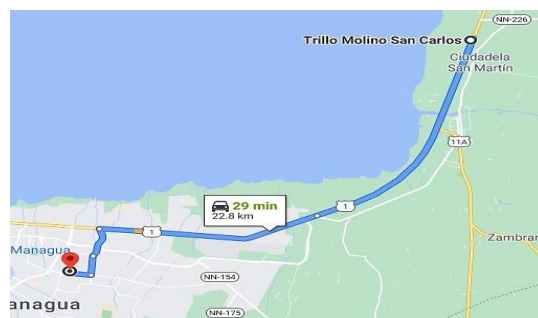 NN-226
Trillo Molino San Carlos
Ciudadela
San Martín
11A
29 min
22.8 km
1
1
Zambran
Managua
NN-154
anagua
NN-175